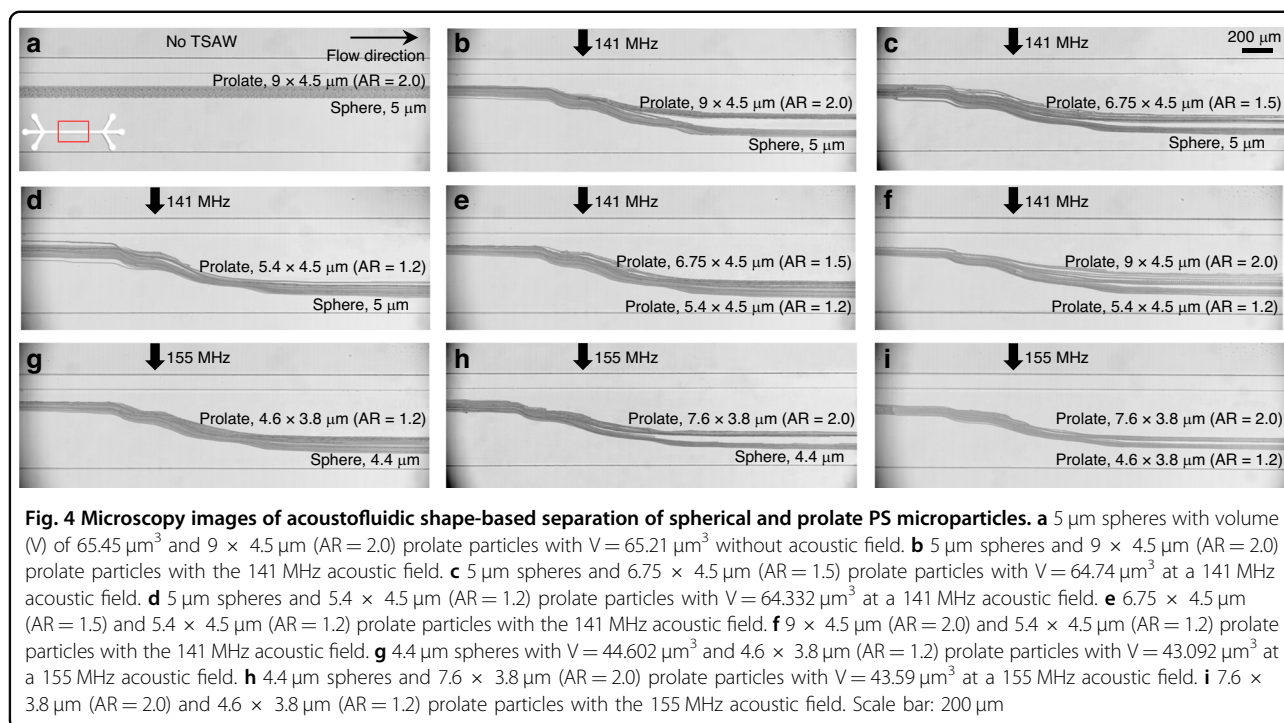 a
No TSAW
Flow direction
Prolate, 9 × 4.5 μm (AR = 2.0)
Sphere, 5 μm
b
141 MHz
Prolate, 9 × 4.5 μm (AR = 2.0)
Sphere, 5 μm
c
141 MHz
200 μm
Prolate, 6.75 × 4.5 μm (AR = 1.5)
Sphere, 5 μm
d
141 MHz
Prolate, 5.4 × 4.5 μm (AR = 1.2)
Sphere, 5 μm
e
141 MHz
Prolate, 6.75 × 4.5 μm (AR = 1.5)
Prolate, 5.4 × 4.5 μm (AR = 1.2)
f
141 MHz
Prolate, 9 × 4.5 μm (AR = 2.0)
Prolate, 5.4 × 4.5 μm (AR = 1.2)
g
155 MHz
Prolate, 4.6 × 3.8 μm (AR = 1.2)
Sphere, 4.4 μm
h
155 MHz
Prolate, 7.6 × 3.8 μm (AR = 2.0)
Sphere, 4.4 μm
i
155 MHz
Prolate, 7.6 × 3.8 μm (AR = 2.0)
Prolate, 4.6 × 3.8 μm (AR = 1.2)
Fig. 4 Microscopy images of acoustofluidic shape-based separation of spherical and prolate PS microparticles. a 5 μm spheres with volume
(V) of 65.45 μm³ and 9 × 4.5 μm (AR = 2.0) prolate particles with V = 65.21 μm³ without acoustic field. b 5 μm spheres and 9 × 4.5 μm (AR = 2.0)
prolate particles with the 141 MHz acoustic field. c 5 μm spheres and 6.75 × 4.5 μm (AR = 1.5) prolate particles with V = 64.74 μm³ at a 141 MHz
acoustic field. d 5 μm spheres and 5.4 × 4.5 μm (AR = 1.2) prolate particles with V = 64.332 μm³ at a 141 MHz acoustic field. e 6.75 × 4.5 μm
(AR = 1.5) and 5.4 × 4.5 μm (AR = 1.2) prolate particles with the 141 MHz acoustic field. f 9 × 4.5 μm (AR = 2.0) and 5.4 × 4.5 μm (AR = 1.2) prolate
particles with the 141 MHz acoustic field. g 4.4 μm spheres with V = 44.602 μm³ and 4.6 × 3.8 μm (AR = 1.2) prolate particles with V = 43.092 μm³ at
a 155 MHz acoustic field. h 4.4 μm spheres and 7.6 × 3.8 μm (AR = 2.0) prolate particles with V = 43.59 μm³ at a 155 MHz acoustic field. i 7.6 ×
3.8 μm (AR = 2.0) and 4.6 × 3.8 μm (AR = 1.2) prolate particles with the 155 MHz acoustic field. Scale bar: 200 μm